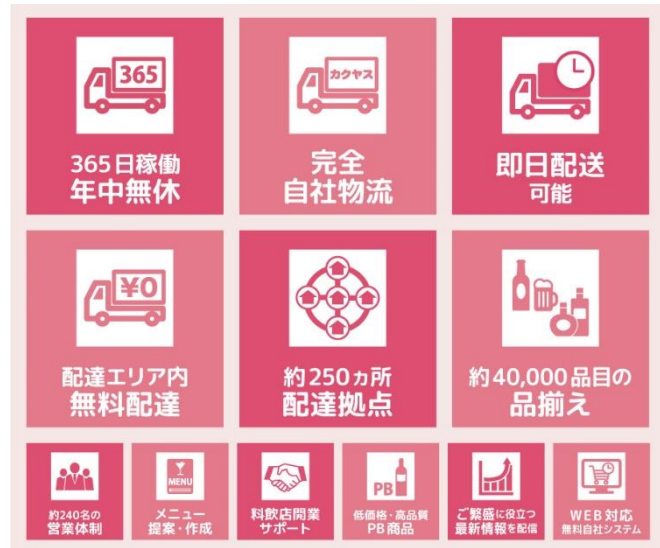 365
365日稼働
年中無休
カクヤス
完全
自社物流
即日配送
可能
¥0
配達エリア内
無料配達
約250ヵ所
配達拠点
約40,000品目の
品揃え
約240名の
営業体制
MENU
メニュー
提案・作成
料飲店開業
サポート
PB
低価格・高品質
PB商品
ご繁盛に役立つ
最新情報を配信
WEB対応
無料自社システム